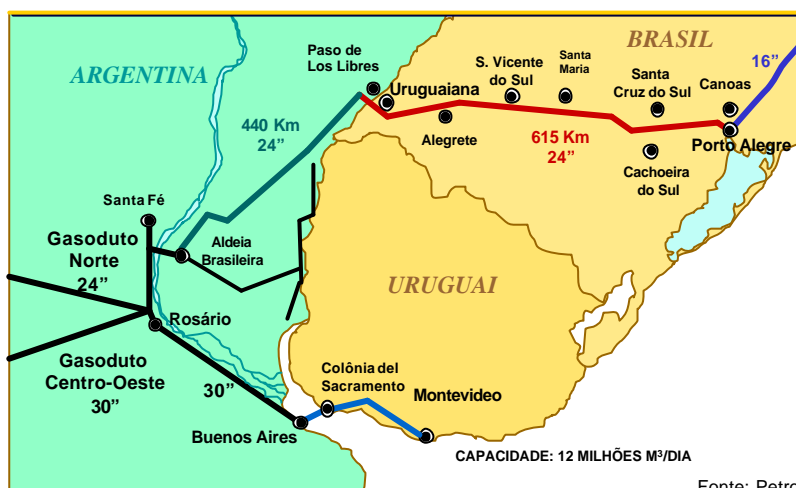 ARGENTINA
BRASIL
Paso de
Los Libres
Uruguaiana
S. Vicente
do Sul
Santa
Maria
Santa
Cruz do Sul
Canoas
16”
440 Km
24”
Alegrete
615 Km
24”
Porto Alegre
Cachoeira
do Sul
Santa Fé
Gasoduto
Norte
24”
Aldeia
Brasileira
URUGUAI
Rosário
Gasoduto
Centro-Oeste
30”
30”
Colônia del
Sacramento
Montevideo
Buenos Aires
CAPACIDADE: 12 MILHÕES M³/DIA
Fonte: Petro